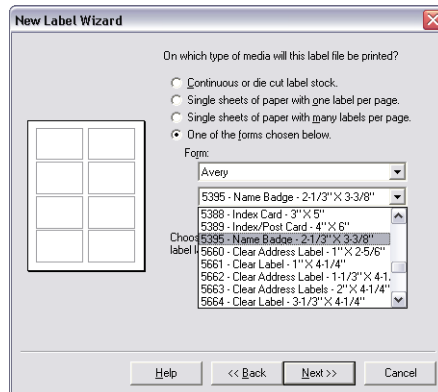 New Label Wizard
On which type of media will this label file be printed?
Continuous or die cut label stock.
Single sheets of paper with one label per page.
Single sheets of paper with many labels per page.
One of the forms chosen below.
Form:
Avery
5395 - Name Badge - 2-1/3" X 3-3/8"
5388 - Index Card - 3" X 5"
5389 - Index/Post Card - 4" X 6"
Choos 5395 - Name Badge - 2-1/3" X 3-3/8"
label l 5660 - Clear Address Label - 1" X 2-5/6"
5661 - Clear Label - 1" X 4-1/4"
5662 - Clear Address Label - 1-1/3" X 4-1.
5663 - Clear Address Labels - 2" X 4-1/4"
5664 - Clear Label - 3-1/3" X 4-1/4"
Help << Back Next >> Cancel